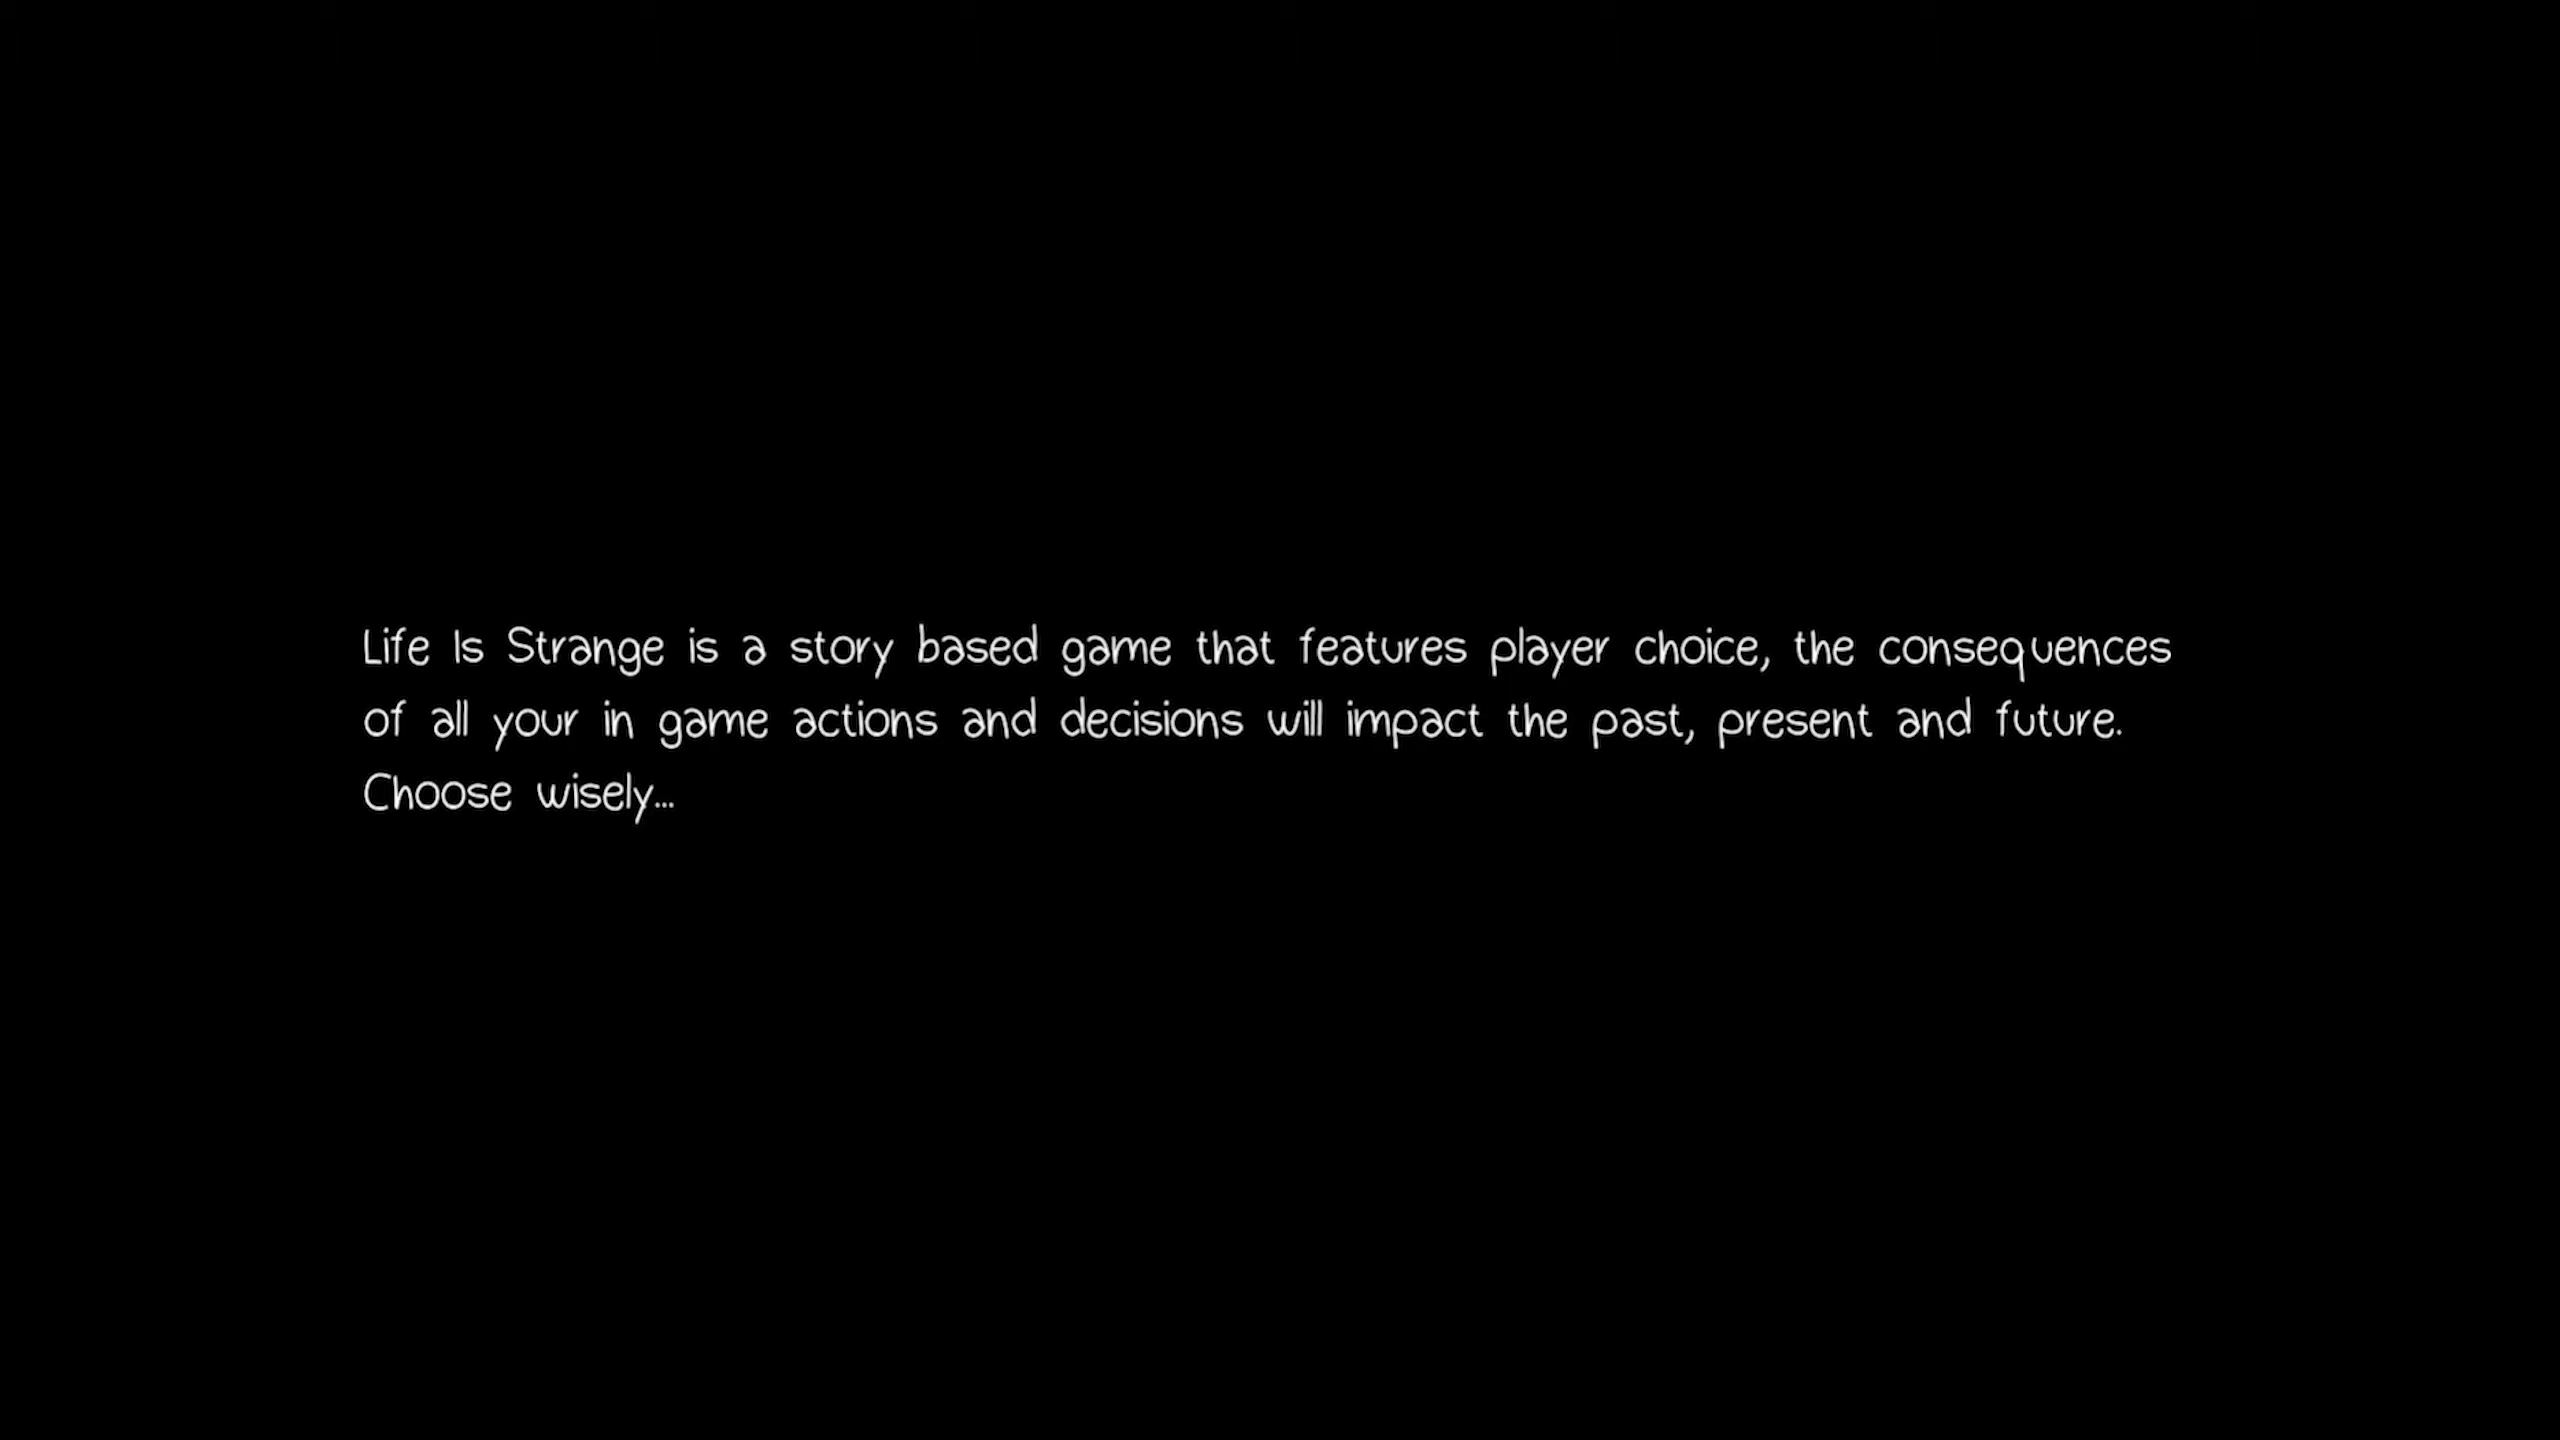 Life Is Strange is a story based game that features player choice, the consequences
of all your in game actions and decisions will impact the past, present and future.
Choose wisely...